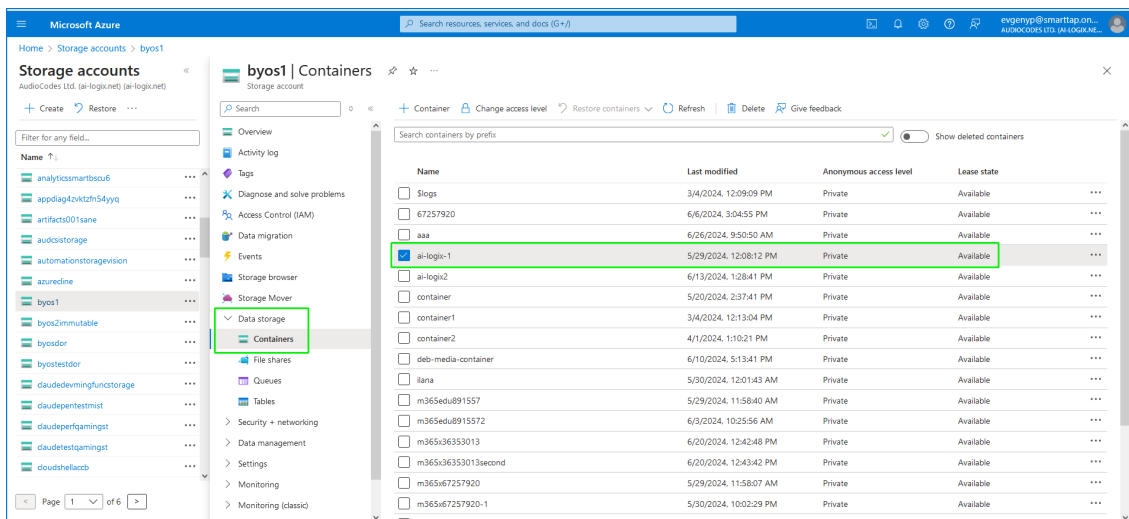 Microsoft Azure
Search resources, services, and docs (G+/)
evgenyp@smarttap.on...
AUDIOCODES LTD. (AI-LOGIX.NE...
Home > Storage accounts > byos1
Storage accounts
AudioCodes Ltd. (ai-logix.net) (ai-logix.net)
+ Create Restore ...
Filter for any field...
Name ↑↓
analyticssmartbscu6 ...
appdiag4zvktzfn54yyq ...
artifacts001sane ...
audcsistorage ...
automationstoragevision ...
azurecline ...
byos1 ...
byos2immutable ...
byosdor ...
byostestdor ...
claudedevmingfuncstorage ...
claudepentestmist ...
claudeperfqamingst ...
claudetestqamingst ...
cloudshellaccb ...
< Page 1 of 6 >
byos1 | Containers ...
Storage account
Search
Overview
Activity log
Tags
Diagnose and solve problems
Access Control (IAM)
Data migration
Events
Storage browser
Storage Mover
Data storage
Containers
File shares
Queues
Tables
> Security + networking
> Data management
> Settings
> Monitoring
> Monitoring (classic)
+ Container Change access level Restore containers Refresh | Delete Give feedback
Search containers by prefix
Show deleted containers
Name Last modified Anonymous access level Lease state
$logs 3/4/2024, 12:09:09 PM Private Available ...
67257920 6/6/2024, 3:04:55 PM Private Available ...
aaa 6/26/2024, 9:50:50 AM Private Available ...
ai-logix-1 5/29/2024, 12:08:12 PM Private Available ...
ai-logix2 6/13/2024, 1:28:41 PM Private Available ...
container 5/20/2024, 2:37:41 PM Private Available ...
container1 3/4/2024, 12:13:04 PM Private Available ...
container2 4/1/2024, 1:10:21 PM Private Available ...
deb-media-container 6/10/2024, 5:13:41 PM Private Available ...
ilana 5/30/2024, 12:01:43 AM Private Available ...
m365edu891557 5/29/2024, 11:58:40 AM Private Available ...
m365edu8915572 6/3/2024, 10:25:56 AM Private Available ...
m365x36353013 6/20/2024, 12:42:48 PM Private Available ...
m365x36353013second 6/20/2024, 12:43:42 PM Private Available ...
m365x67257920 5/29/2024, 11:58:07 AM Private Available ...
m365x67257920-1 5/30/2024, 10:02:29 PM Private Available ...